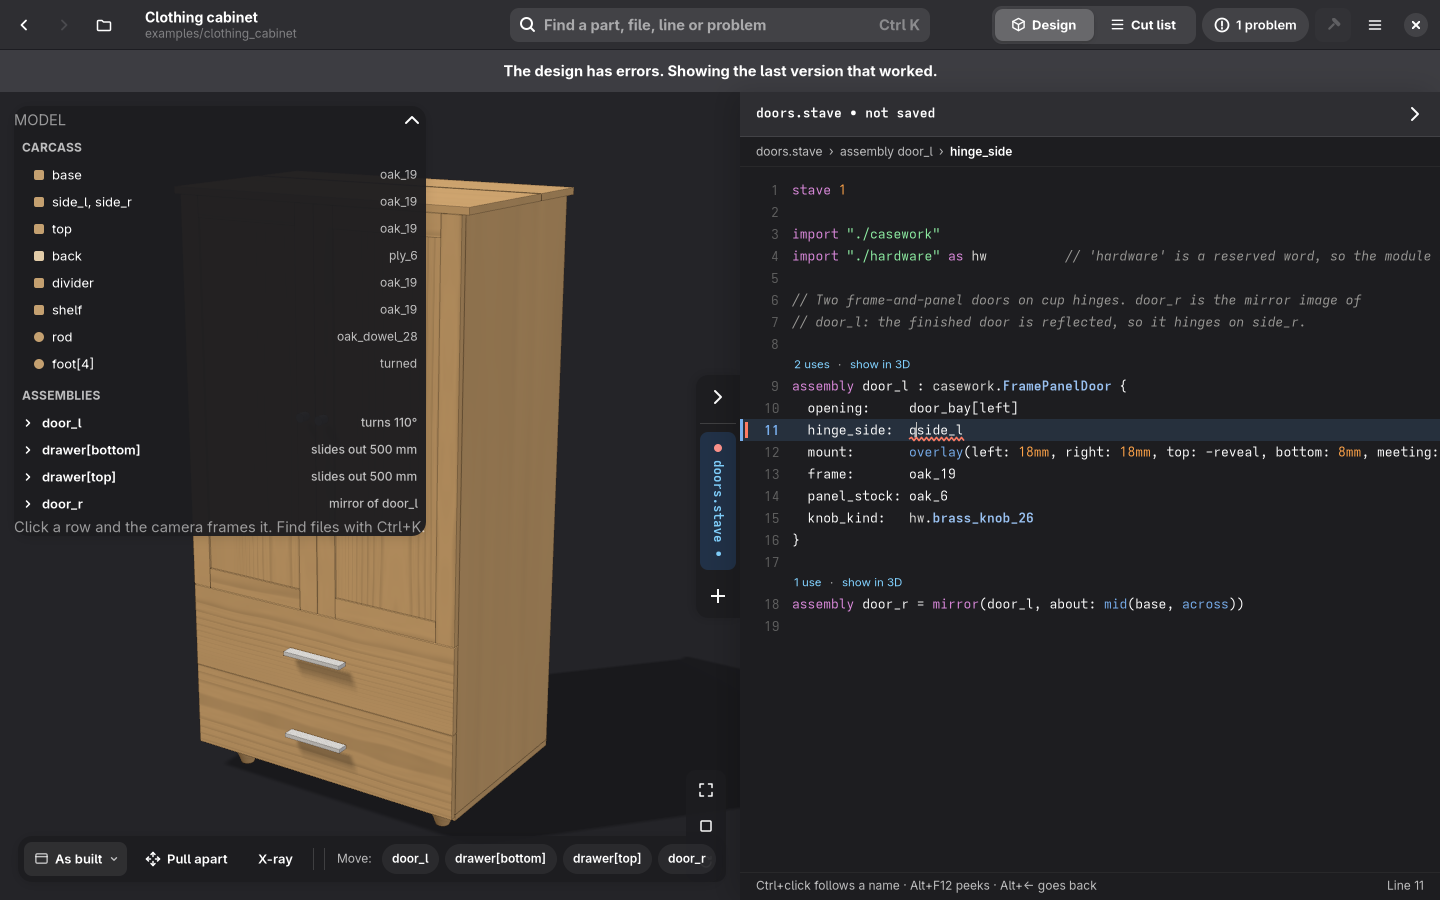 Clothing cabinet
examples/clothing_cabinet
Find a part, file, line or problem Ctrl K
Design
Cut list
1 problem
The design has errors. Showing the last version that worked.
MODEL
CARCASS
base oak_19
side_l, side_r oak_19
top oak_19
back ply_6
divider oak_19
shelf oak_19
rod oak_dowel_28
foot[4] turned
ASSEMBLIES
door_l turns 110°
drawer[bottom] slides out 500 mm
drawer[top] slides out 500 mm
door_r mirror of door_l
Click a row and the camera frames it. Find files with Ctrl+K.
doors.stave •
As built
Pull apart
X-ray
Move:
door_l
drawer[bottom]
drawer[top]
door_r
doors.stave • not saved
doors.stave › assembly door_l › hinge_side
1 stave 1
2
3 import "./casework"
4 import "./hardware" as hw // 'hardware' is a reserved word, so the module
5
6 // Two frame-and-panel doors on cup hinges. door_r is the mirror image of
7 // door_l: the finished door is reflected, so it hinges on side_r.
8
2 uses · show in 3D
9 assembly door_l : casework.FramePanelDoor {
10 opening: door_bay[left]
11 hinge_side: qside_l
12 mount: overlay(left: 18mm, right: 18mm, top: -reveal, bottom: 8mm, meeting:
13 frame: oak_19
14 panel_stock: oak_6
15 knob_kind: hw.brass_knob_26
16 }
17
1 use · show in 3D
18 assembly door_r = mirror(door_l, about: mid(base, across))
19
Ctrl+click follows a name · Alt+F12 peeks · Alt+← goes back
Line 11